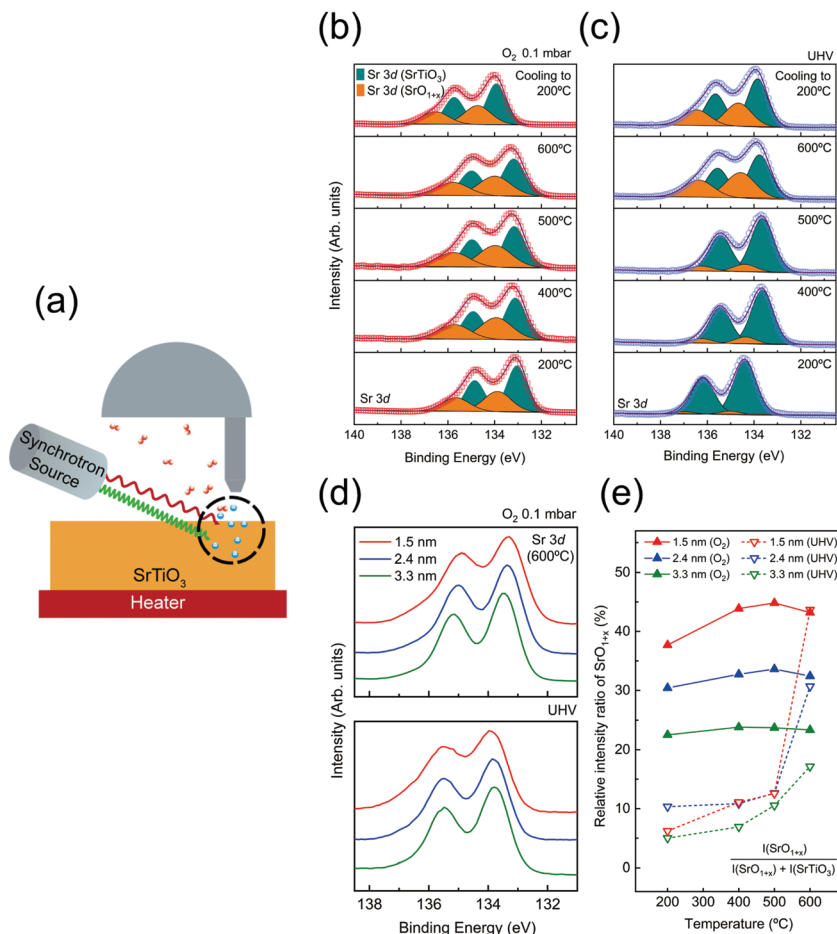 (a)
Synchrotron
Source
SrTiO₃
Heater
(b)
O₂ 0.1 mbar
Sr 3d (SrTiO₃)
Sr 3d (SrO₁₊ₓ)
Cooling to
200ºC
600ºC
500ºC
400ºC
200ºC
Sr 3d
Intensity (Arb. units)
140 138 136 134 132
Binding Energy (eV)
(c)
UHV
Cooling to
200ºC
600ºC
500ºC
400ºC
200ºC
Sr 3d
140 138 136 134 132
Binding Energy (eV)
(d)
O₂ 0.1 mbar
1.5 nm
2.4 nm
3.3 nm
Sr 3d
(600ºC)
UHV
Intensity (Arb. units)
138 136 134 132
Binding Energy (eV)
(e)
1.5 nm (O₂) 1.5 nm (UHV)
2.4 nm (O₂) 2.4 nm (UHV)
3.3 nm (O₂) 3.3 nm (UHV)
Relative intensity ratio of SrO₁₊ₓ (%)
50
45
40
35
30
25
20
15
10
5
0
I(SrO₁₊ₓ)
I(SrO₁₊ₓ) + I(SrTiO₃)
200 300 400 500 600
Temperature (ºC)